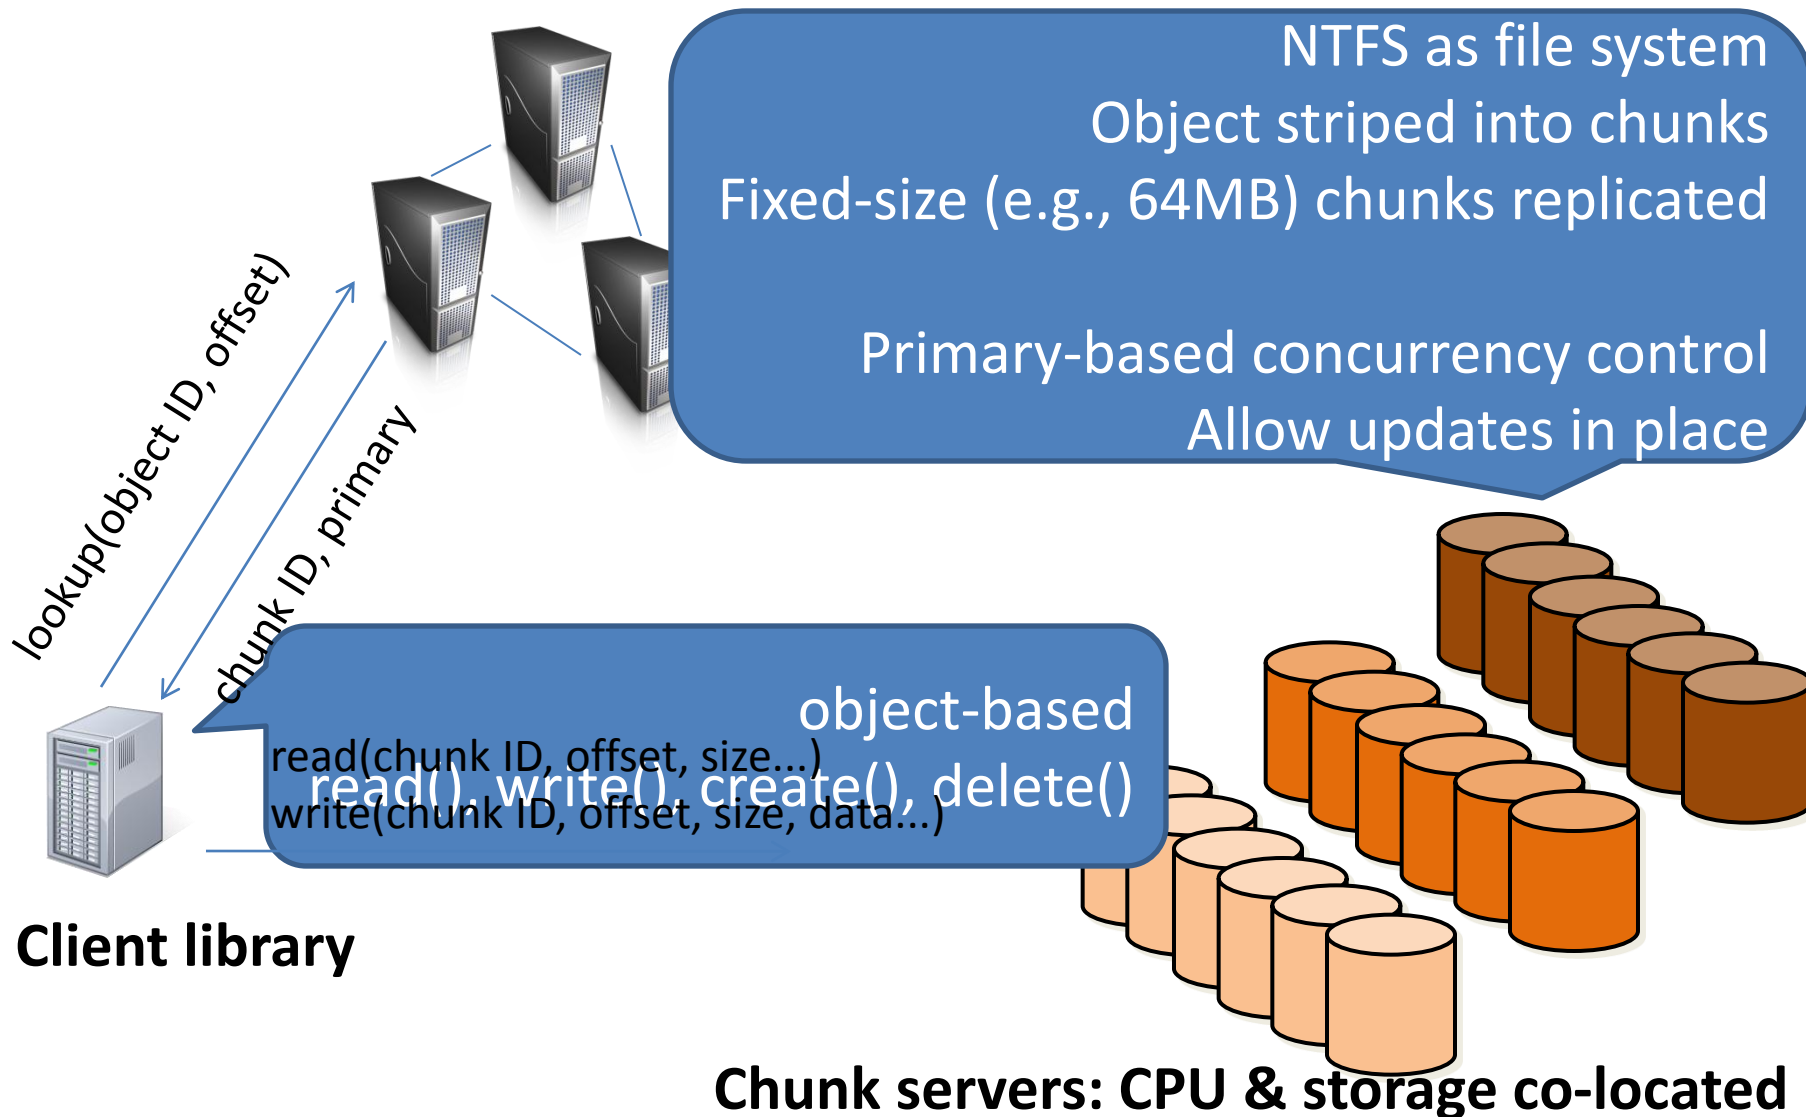 NTFS as file system
Object striped into chunks
Fixed-size (e.g., 64MB) chunks replicated
Primary-based concurrency control
Allow updates in place
lookup(object ID, offset)
chunk ID, primary
object-based
read(), write(), create(), delete()
read(chunk ID, offset, size...)
write(chunk ID, offset, size, data...)
Client library
Chunk servers: CPU & storage co-located